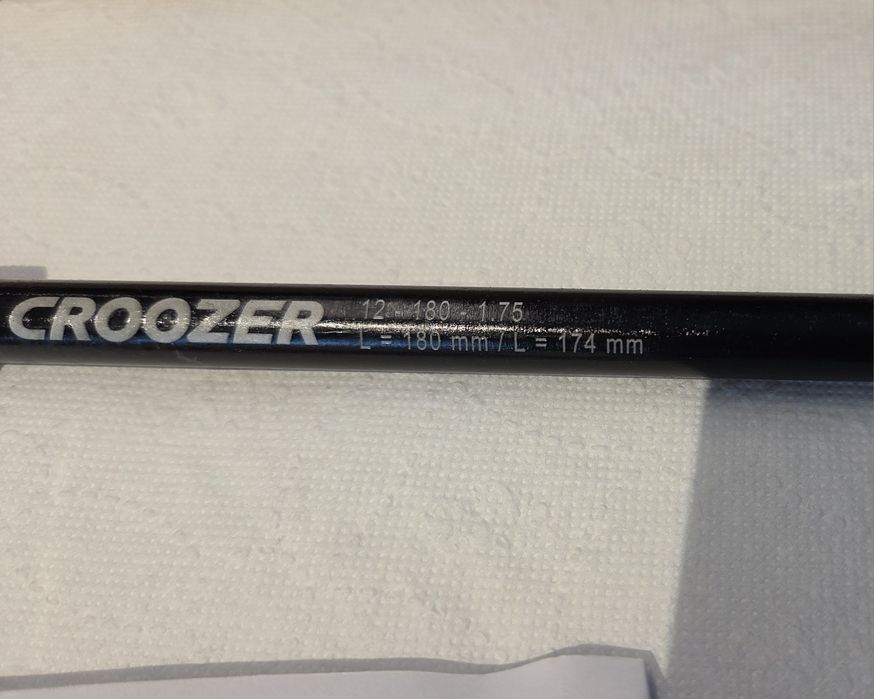 CROOZER
12 - 180 - 1.75
L = 180 mm / L = 174 mm